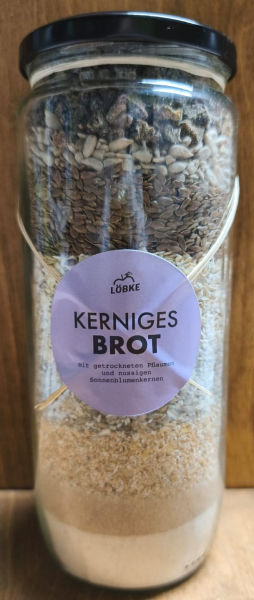 LÖBKE
KERNIGES
BROT
mit getrockneten Pflaumen
und nussigen
Sonnenblumenkernen